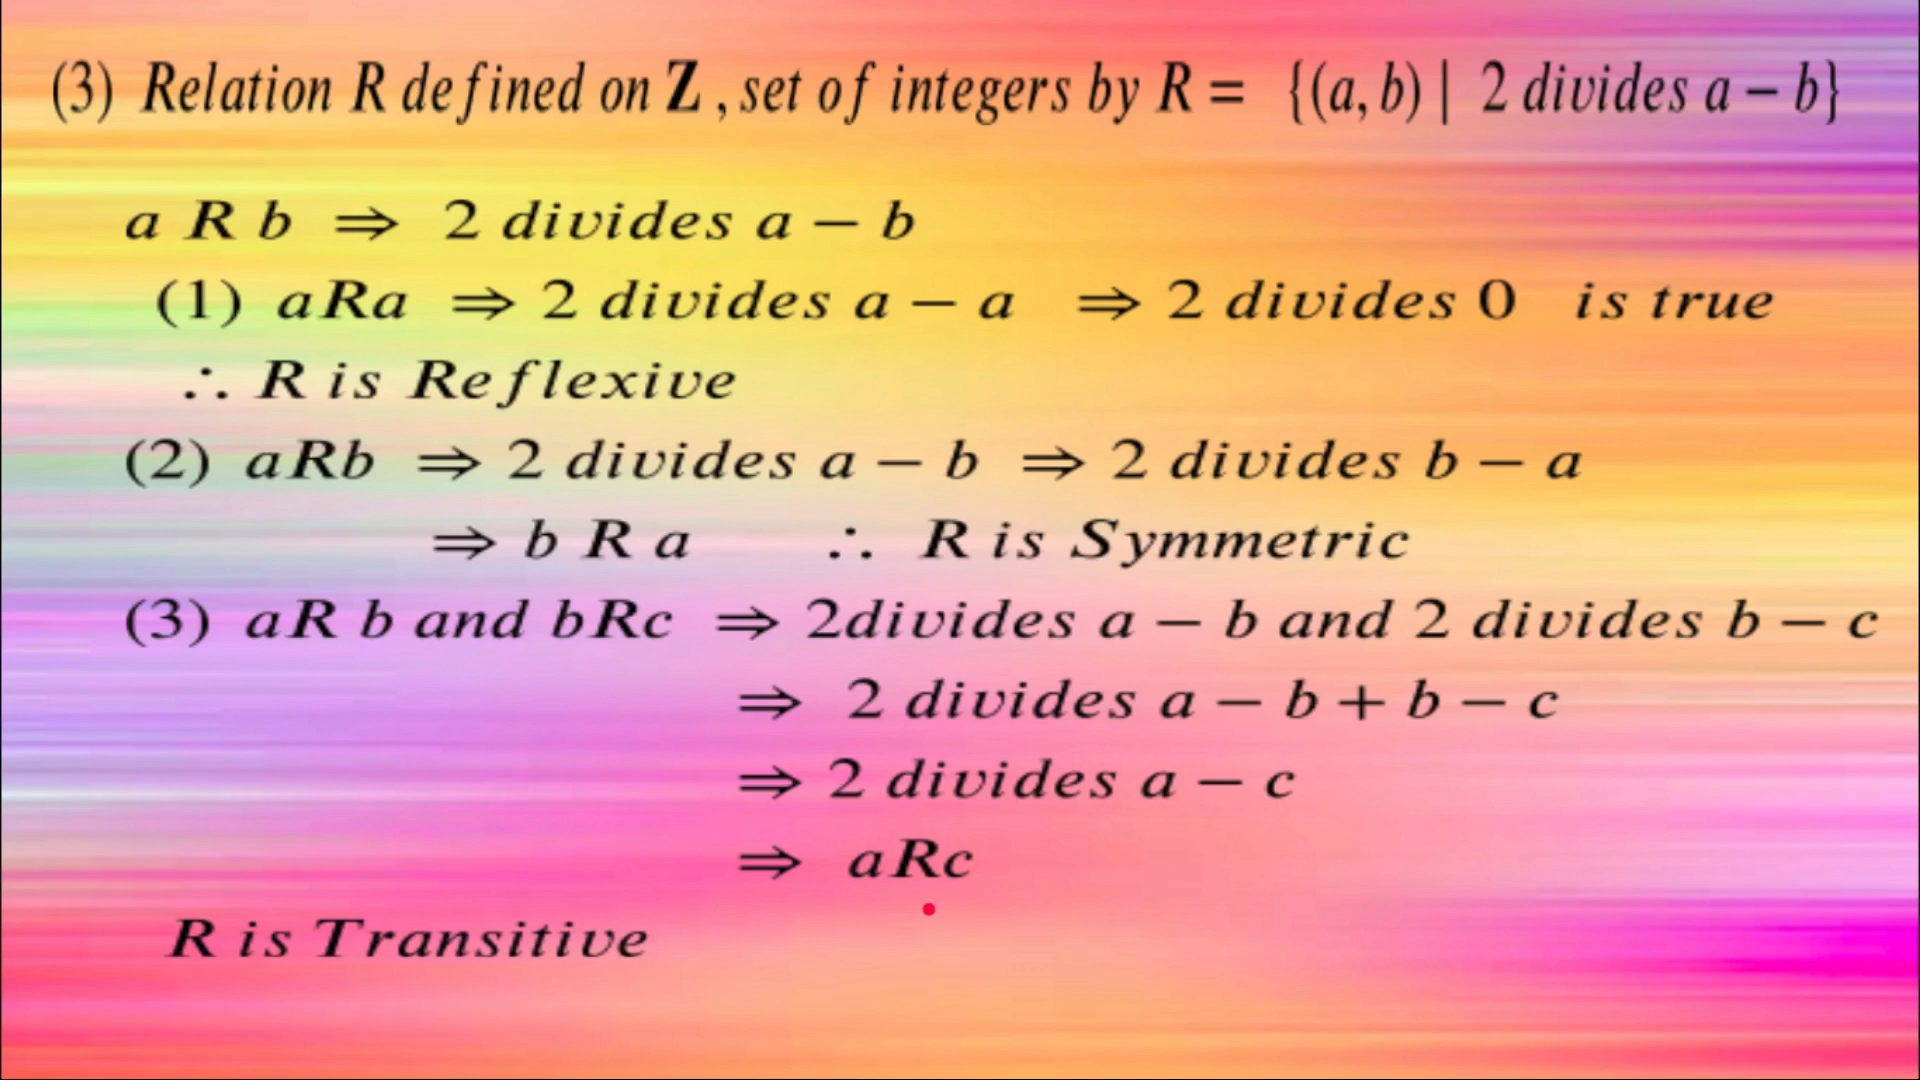 (3) Relation R defined on Z , set of integers by R = {(a, b) | 2 divides a − b}
a R b ⇒ 2 divides a − b
(1) aRa ⇒ 2 divides a − a ⇒ 2 divides 0 is true
∴ R is Reflexive
(2) aRb ⇒ 2 divides a − b ⇒ 2 divides b − a
⇒ b R a ∴ R is Symmetric
(3) aR b and bRc ⇒ 2divides a − b and 2 divides b − c
⇒ 2 divides a − b + b − c
⇒ 2 divides a − c
⇒ aRc
R is Transitive